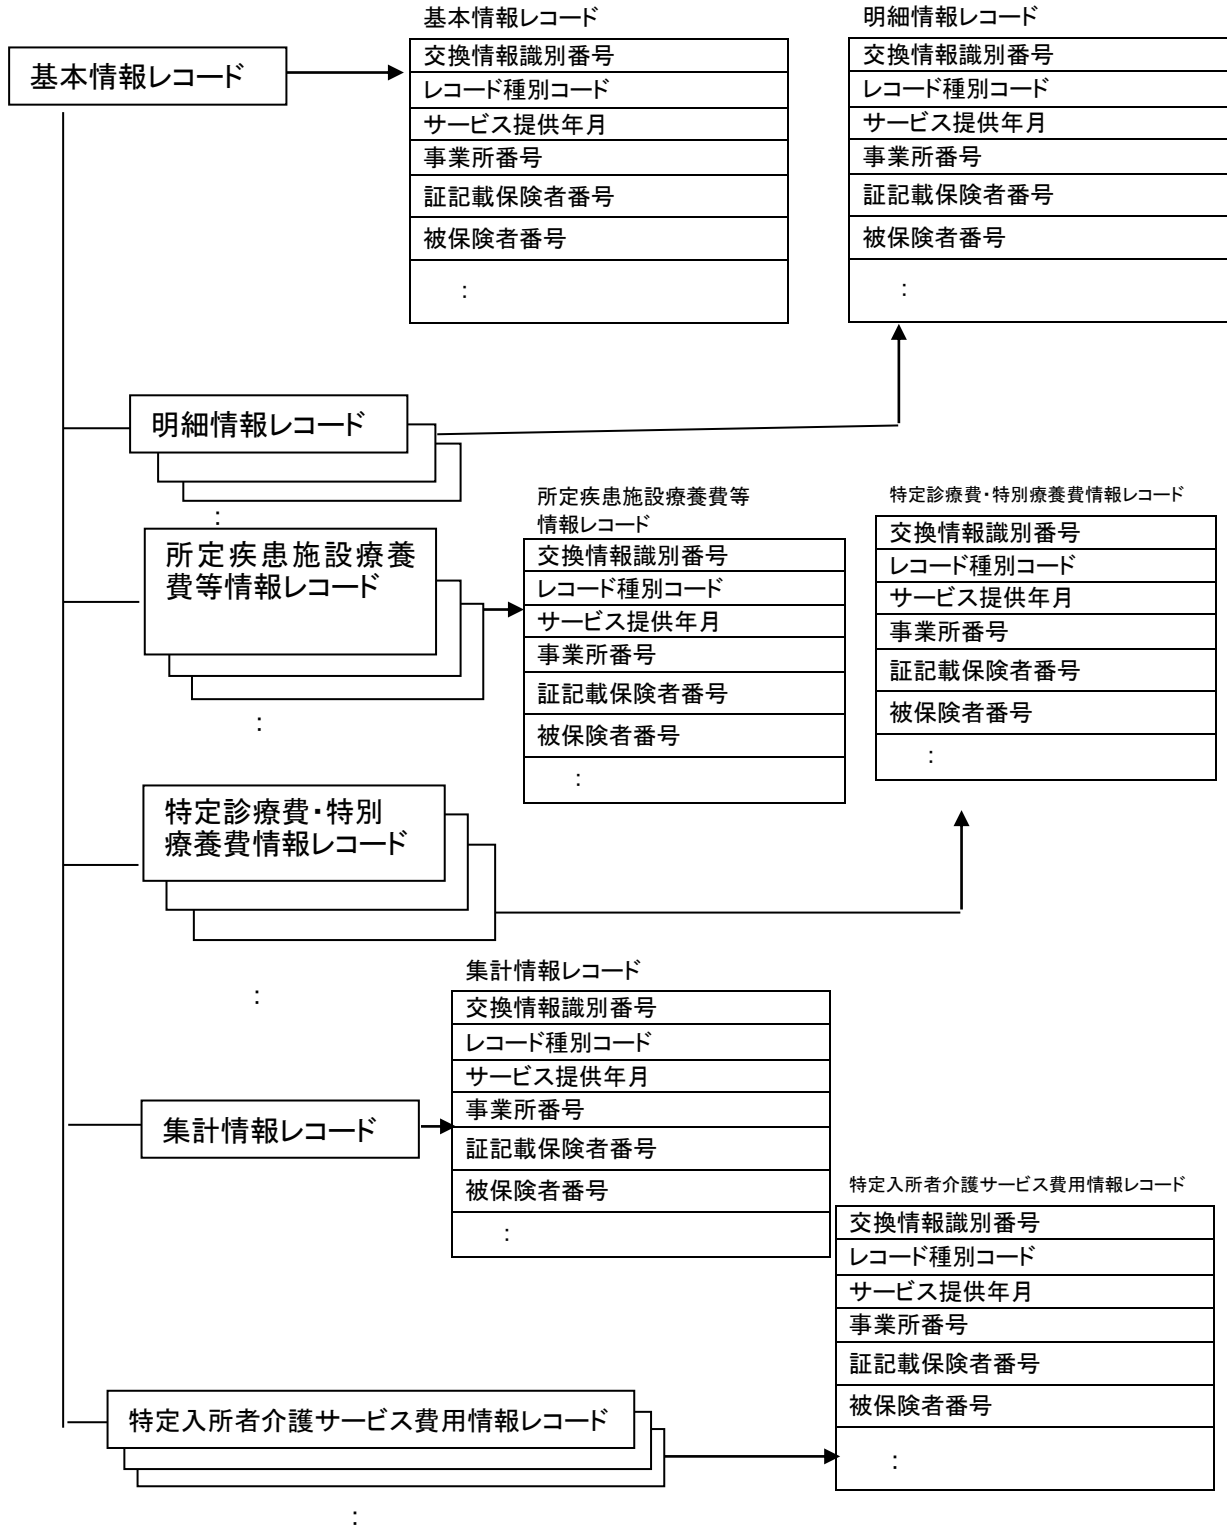 基本情報レコード
基本情報レコード
交換情報識別番号
レコード種別コード
サービス提供年月
事業所番号
証記載保険者番号
被保険者番号
:
明細情報レコード
交換情報識別番号
レコード種別コード
サービス提供年月
事業所番号
証記載保険者番号
被保険者番号
:
明細情報レコード
:
所定疾患施設療養
費等情報レコード
:
所定疾患施設療養費等
情報レコード
交換情報識別番号
レコード種別コード
サービス提供年月
事業所番号
証記載保険者番号
被保険者番号
:
特定診療費・特別療養費情報レコード
交換情報識別番号
レコード種別コード
サービス提供年月
事業所番号
証記載保険者番号
被保険者番号
:
特定診療費・特別
療養費情報レコード
:
集計情報レコード
集計情報レコード
交換情報識別番号
レコード種別コード
サービス提供年月
事業所番号
証記載保険者番号
被保険者番号
:
特定入所者介護サービス費用情報レコード
交換情報識別番号
レコード種別コード
サービス提供年月
事業所番号
証記載保険者番号
被保険者番号
:
特定入所者介護サービス費用情報レコード
: